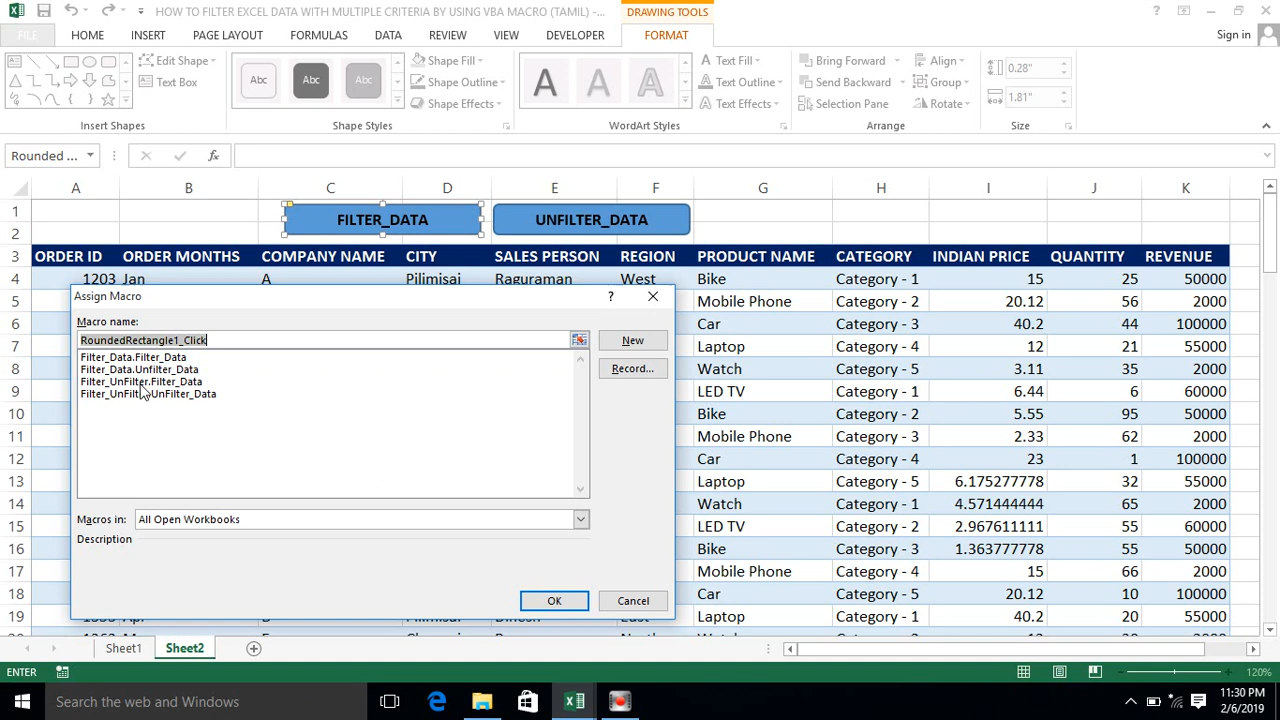 HOW TO FILTER EXCEL DATA WITH MULTIPLE CRITERIA BY USING VBA MACRO (TAMIL) -...
DRAWING TOOLS
FILE HOME INSERT PAGE LAYOUT FORMULAS DATA REVIEW VIEW DEVELOPER FORMAT Sign in
Edit Shape
Text Box
Insert Shapes
Abc Abc Abc
Shape Fill
Shape Outline
Shape Effects
Shape Styles
A A A
Text Fill
Text Outline
Text Effects
WordArt Styles
Bring Forward
Send Backward
Selection Pane
Align
Group
Rotate
Arrange
0.28"
1.81"
Size
Rounded ...
fx
A B C D E F G H I J K
1 FILTER_DATA UNFILTER_DATA
2
3 ORDER ID ORDER MONTHS COMPANY NAME CITY SALES PERSON REGION PRODUCT NAME CATEGORY INDIAN PRICE QUANTITY REVENUE
4 1203 Jan A Pilimisai Raguraman West Bike Category - 1 15 25 50000
5 Mobile Phone Category - 2 20.12 56 2000
6 Car Category - 3 40.2 44 100000
7 Laptop Category - 4 12 21 55000
8 Watch Category - 5 3.11 35 2000
9 LED TV Category - 1 6.44 6 60000
10 Bike Category - 2 5.55 95 50000
11 Mobile Phone Category - 3 2.33 62 2000
12 Car Category - 4 23 1 100000
13 Laptop Category - 5 6.175277778 32 55000
14 Watch Category - 1 4.571444444 65 2000
15 LED TV Category - 2 2.967611111 55 60000
16 Bike Category - 3 1.363777778 55 50000
17 Mobile Phone Category - 4 15 66 2000
18 Car Category - 5 20.12 10 100000
19 Laptop Category - 1 40.2 20 55000
Assign Macro
Macro name:
RoundedRectangle1_Click
New
Filter_Data.Filter_Data
Filter_Data.Unfilter_Data
Filter_UnFilter.Filter_Data
UnFilter_Data
Record...
Macros in: All Open Workbooks
Description
OK Cancel
Sheet1 Sheet2
ENTER
120%
Search the web and Windows
11:30 PM
2/6/2019